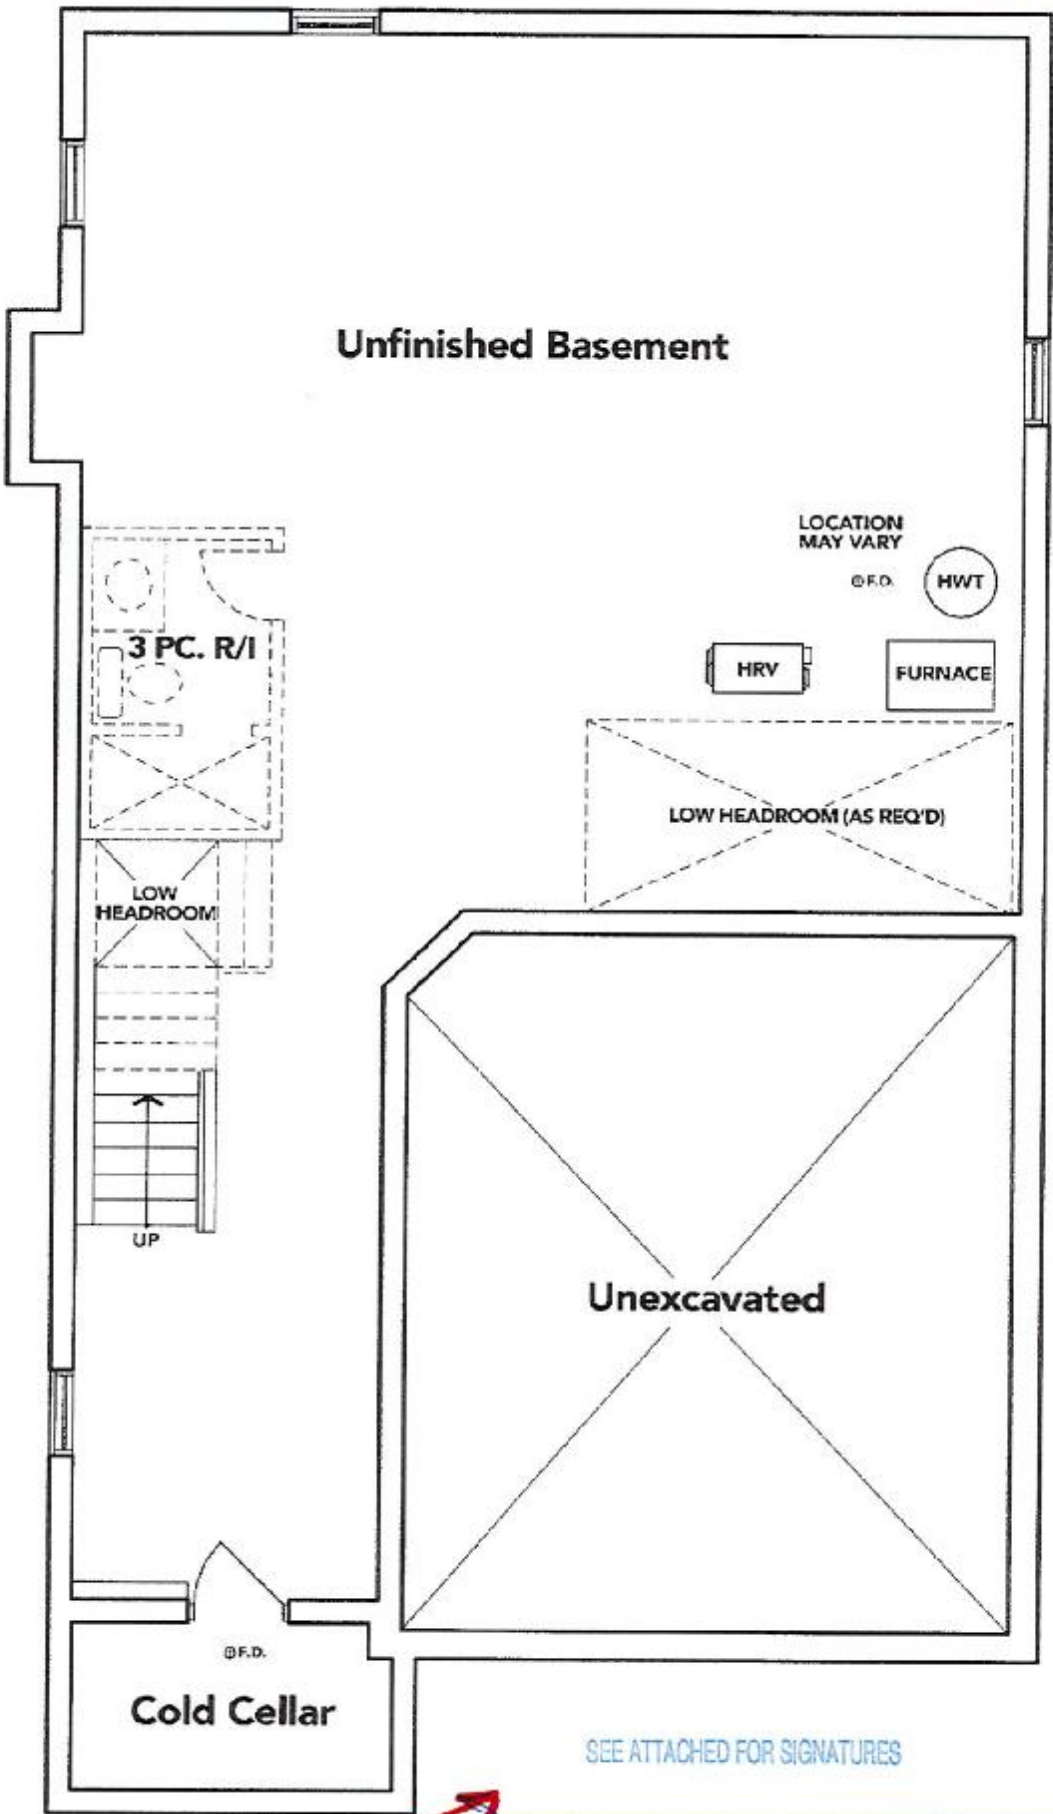 Unfinished Basement
LOCATION
MAY VARY
F.D.
HWT
3 PC. R/I
HRV
FURNACE
LOW HEADROOM (AS REQ'D)
LOW
HEADROOM
UP
Unexcavated
F.D.
Cold Cellar
SEE ATTACHED FOR SIGNATURES